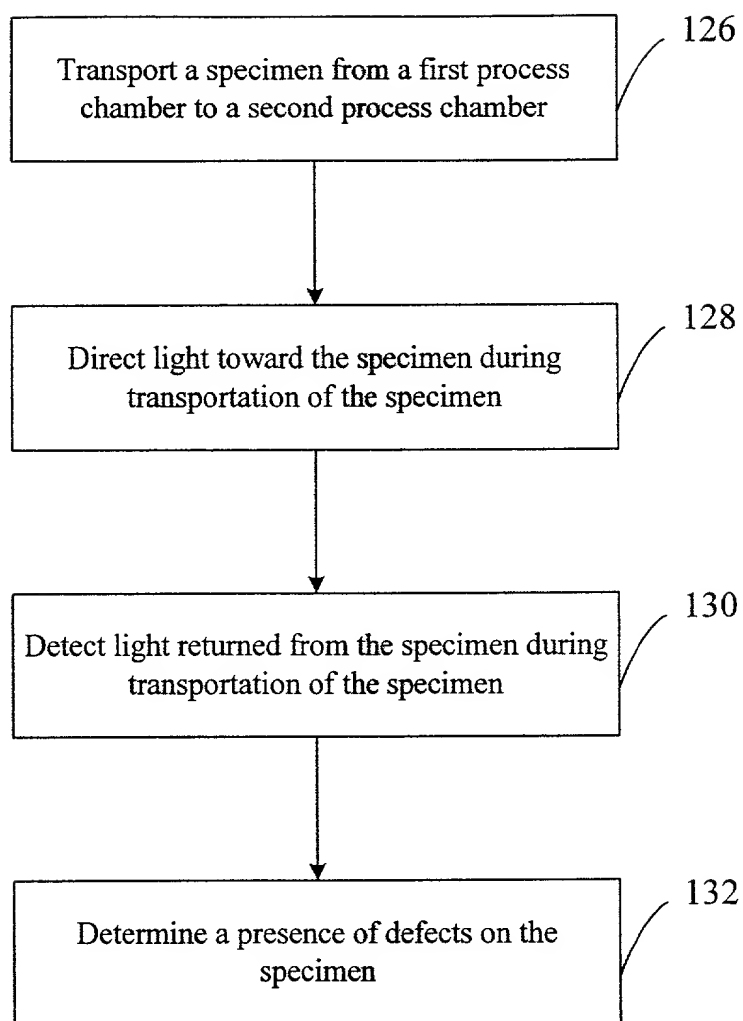 126
Transport a specimen from a first process
chamber to a second process chamber
128
Direct light toward the specimen during
transportation of the specimen
130
Detect light returned from the specimen during
transportation of the specimen
132
Determine a presence of defects on the
specimen